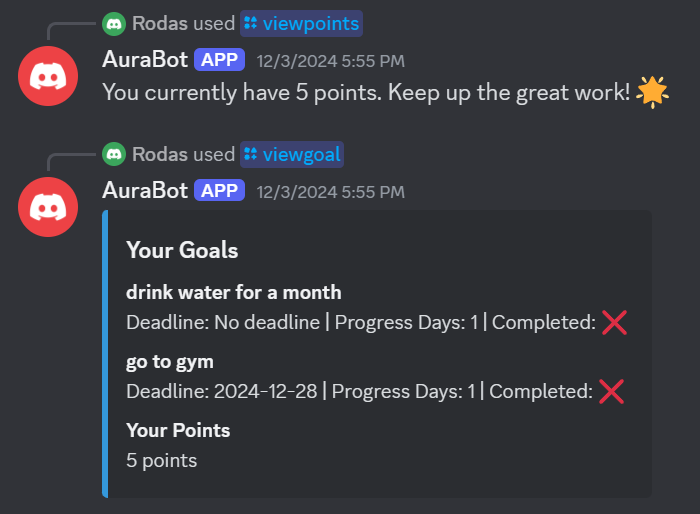 Rodas used viewpoints
AuraBot APP 12/3/2024 5:55 PM
You currently have 5 points. Keep up the great work! 🌟
Rodas used viewgoal
AuraBot APP 12/3/2024 5:55 PM
Your Goals
drink water for a month
Deadline: No deadline | Progress Days: 1 | Completed: ❌
go to gym
Deadline: 2024-12-28 | Progress Days: 1 | Completed: ❌
Your Points
5 points